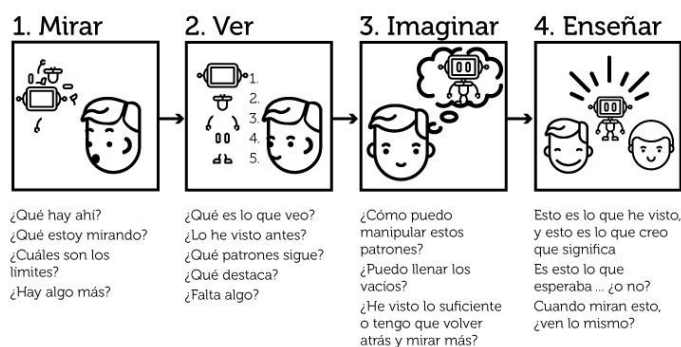 1. Mirar
2. Ver
3. Imaginar
4. Enseñar
1.
2.
3.
4.
5.
¿Qué hay ahí?
¿Qué estoy mirando?
¿Cuáles son los
límites?
¿Hay algo más?
¿Qué es lo que veo?
¿Lo he visto antes?
¿Qué patrones sigue?
¿Qué destaca?
¿Falta algo?
¿Cómo puedo
manipular estos
patrones?
¿Puedo llenar los
vacíos?
¿He visto lo suficiente
o tengo que volver
atrás y mirar más?
Esto es lo que he visto,
y esto es lo que creo
que significa
Es esto lo que
esperaba ... ¿o no?
Cuando miran esto,
¿ven lo mismo?